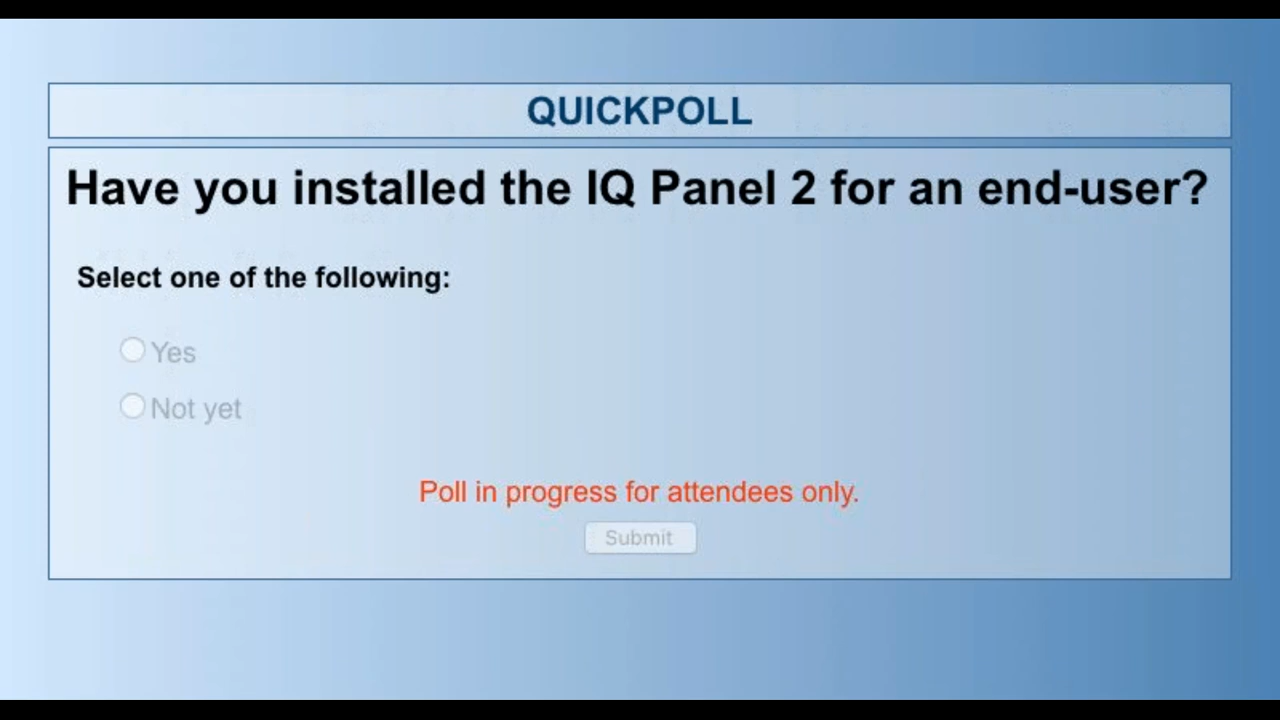 QUICKPOLL
Have you installed the IQ Panel 2 for an end-user?
Select one of the following:
Yes
Not yet
Poll in progress for attendees only.
Submit